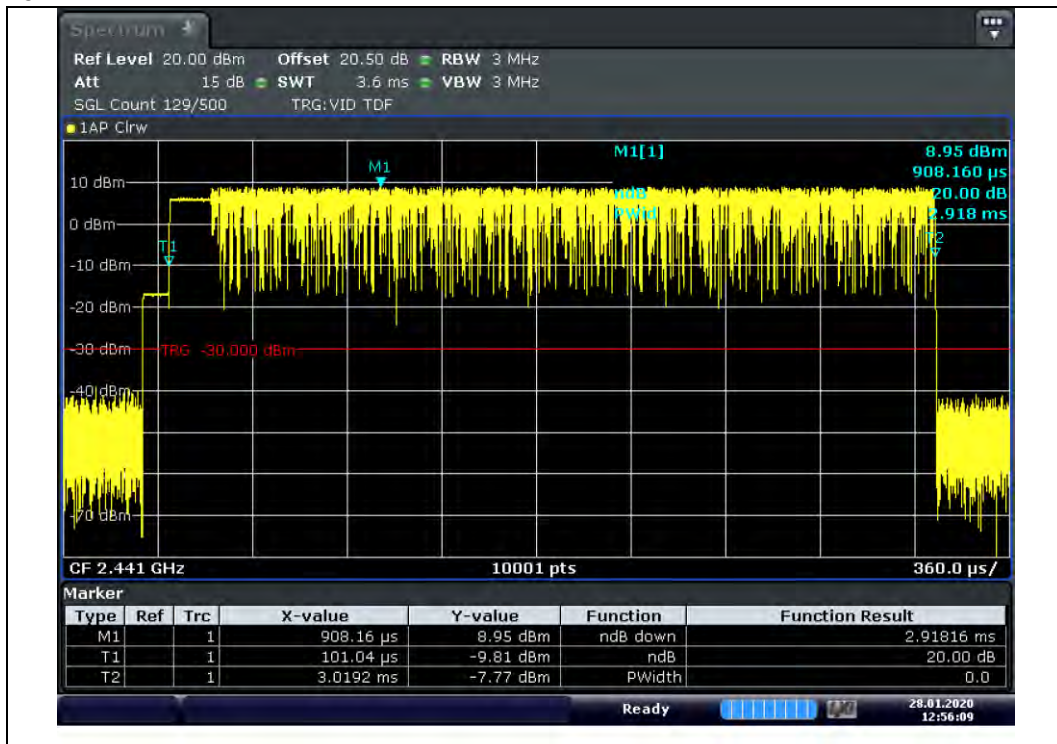 Spectrum
Ref Level 20.00 dBm Offset 20.50 dB RBW 3 MHz
Att 15 dB SWT 3.6 ms VBW 3 MHz
SGL Count 129/500 TRG:VID TDF
1AP Clrw
M1[1] 8.95 dBm
908.160 µs
ndB 20.00 dB
PWid 2.918 ms
M1
T1
T2
10 dBm
0 dBm
-10 dBm
-20 dBm
-30 dBm
TRG -30.000 dBm
-40 dBm
-70 dBm
CF 2.441 GHz 10001 pts 360.0 µs/
Marker
Type Ref Trc X-value Y-value Function Function Result
M1 1 908.16 µs 8.95 dBm ndB down 2.91816 ms
T1 1 101.04 µs -9.81 dBm ndB 20.00 dB
T2 1 3.0192 ms -7.77 dBm PWidth 0.0
Ready 28.01.2020
12:56:09